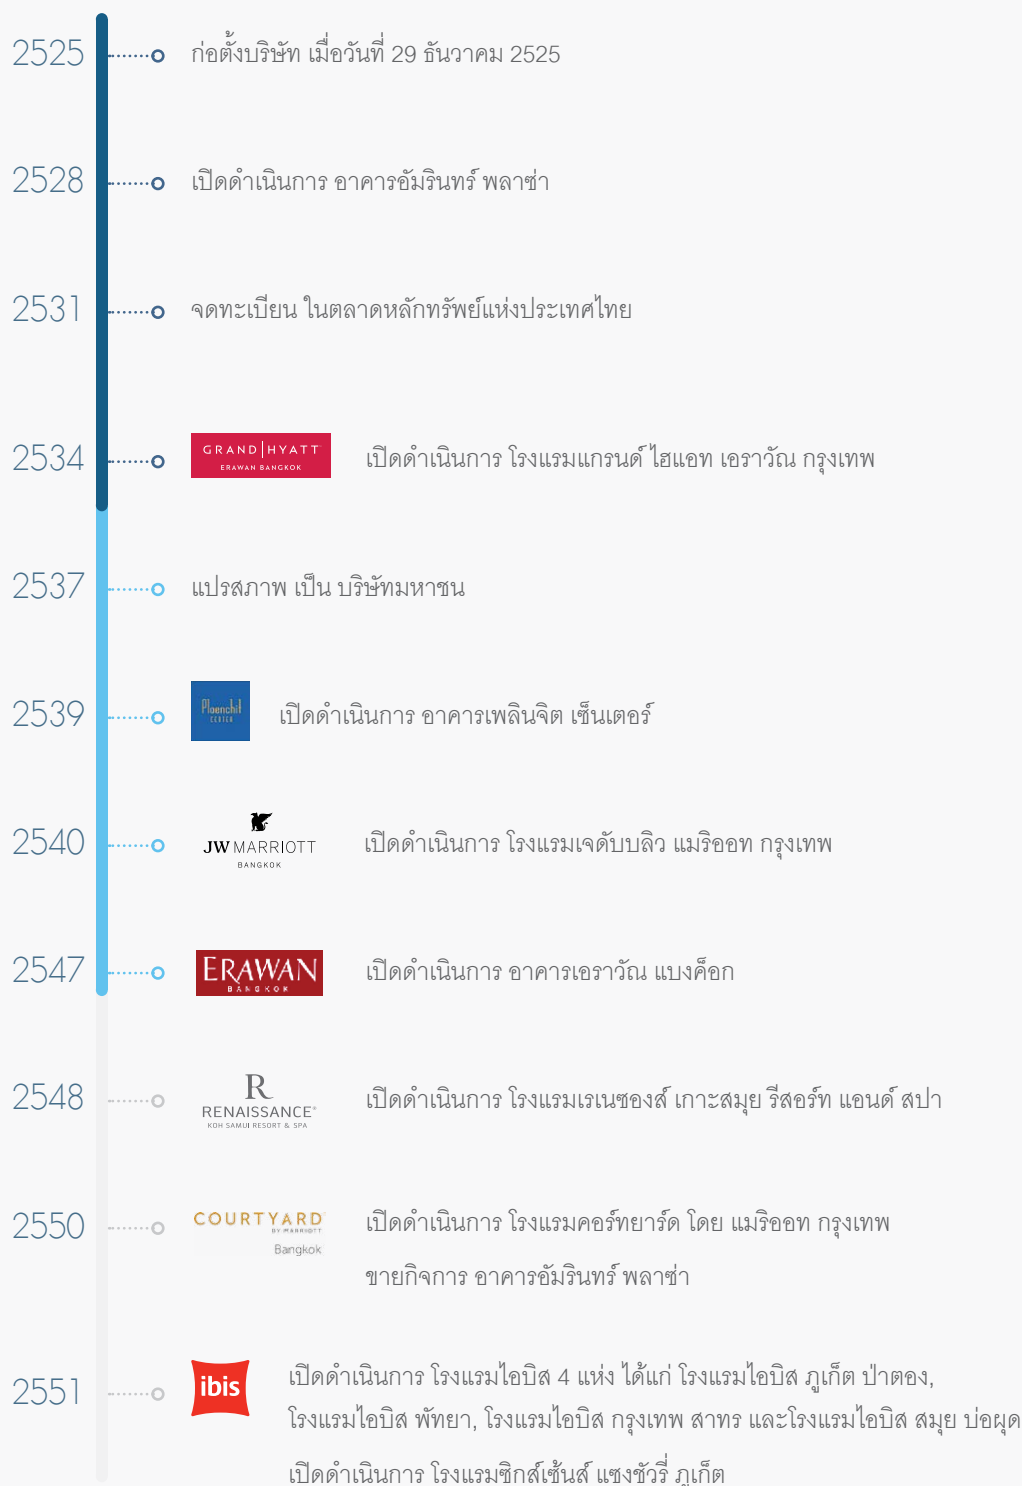 2525 ก่อตั้งบริษัท เมื่อวันที่ 29 ธันวาคม 2525
2528 เปิดดำเนินการ อาคารอัมรินทร์ พลาซ่า
2531 จดทะเบียน ในตลาดหลักทรัพย์แห่งประเทศไทย
2534 GRAND HYATT เปิดดำเนินการ โรงแรมแกรนด์ ไฮแอท เอราวัณ กรุงเทพ
ERAWAN BANGKOK
2537 แปรสภาพ เป็น บริษัทมหาชน
2539 Ploenchit เปิดดำเนินการ อาคารเพลินจิต เซ็นเตอร์
CENTER
2540 JW MARRIOTT เปิดดำเนินการ โรงแรมเจดับบลิว แมริออท กรุงเทพ
BANGKOK
2547 ERAWAN เปิดดำเนินการ อาคารเอราวัณ แบงค็อก
BANGKOK
2548 R เปิดดำเนินการ โรงแรมเรเนซองส์ เกาะสมุย รีสอร์ท แอนด์ สปา
RENAISSANCE®
KOH SAMUI RESORT & SPA
2550 COURTYARD เปิดดำเนินการ โรงแรมคอร์ทยาร์ด โดย แมริออท กรุงเทพ
BY MARRIOTT
Bangkok
ขายกิจการ อาคารอัมรินทร์ พลาซ่า
2551 ibis เปิดดำเนินการ โรงแรมไอบิส 4 แห่ง ได้แก่ โรงแรมไอบิส ภูเก็ต ป่าตอง,
โรงแรมไอบิส พัทยา, โรงแรมไอบิส กรุงเทพ สาทร และโรงแรมไอบิส สมุย บ่อผุด
เปิดดำเนินการ โรงแรมซิกส์เซ้นส์ แซงชัวรี่ ภูเก็ต